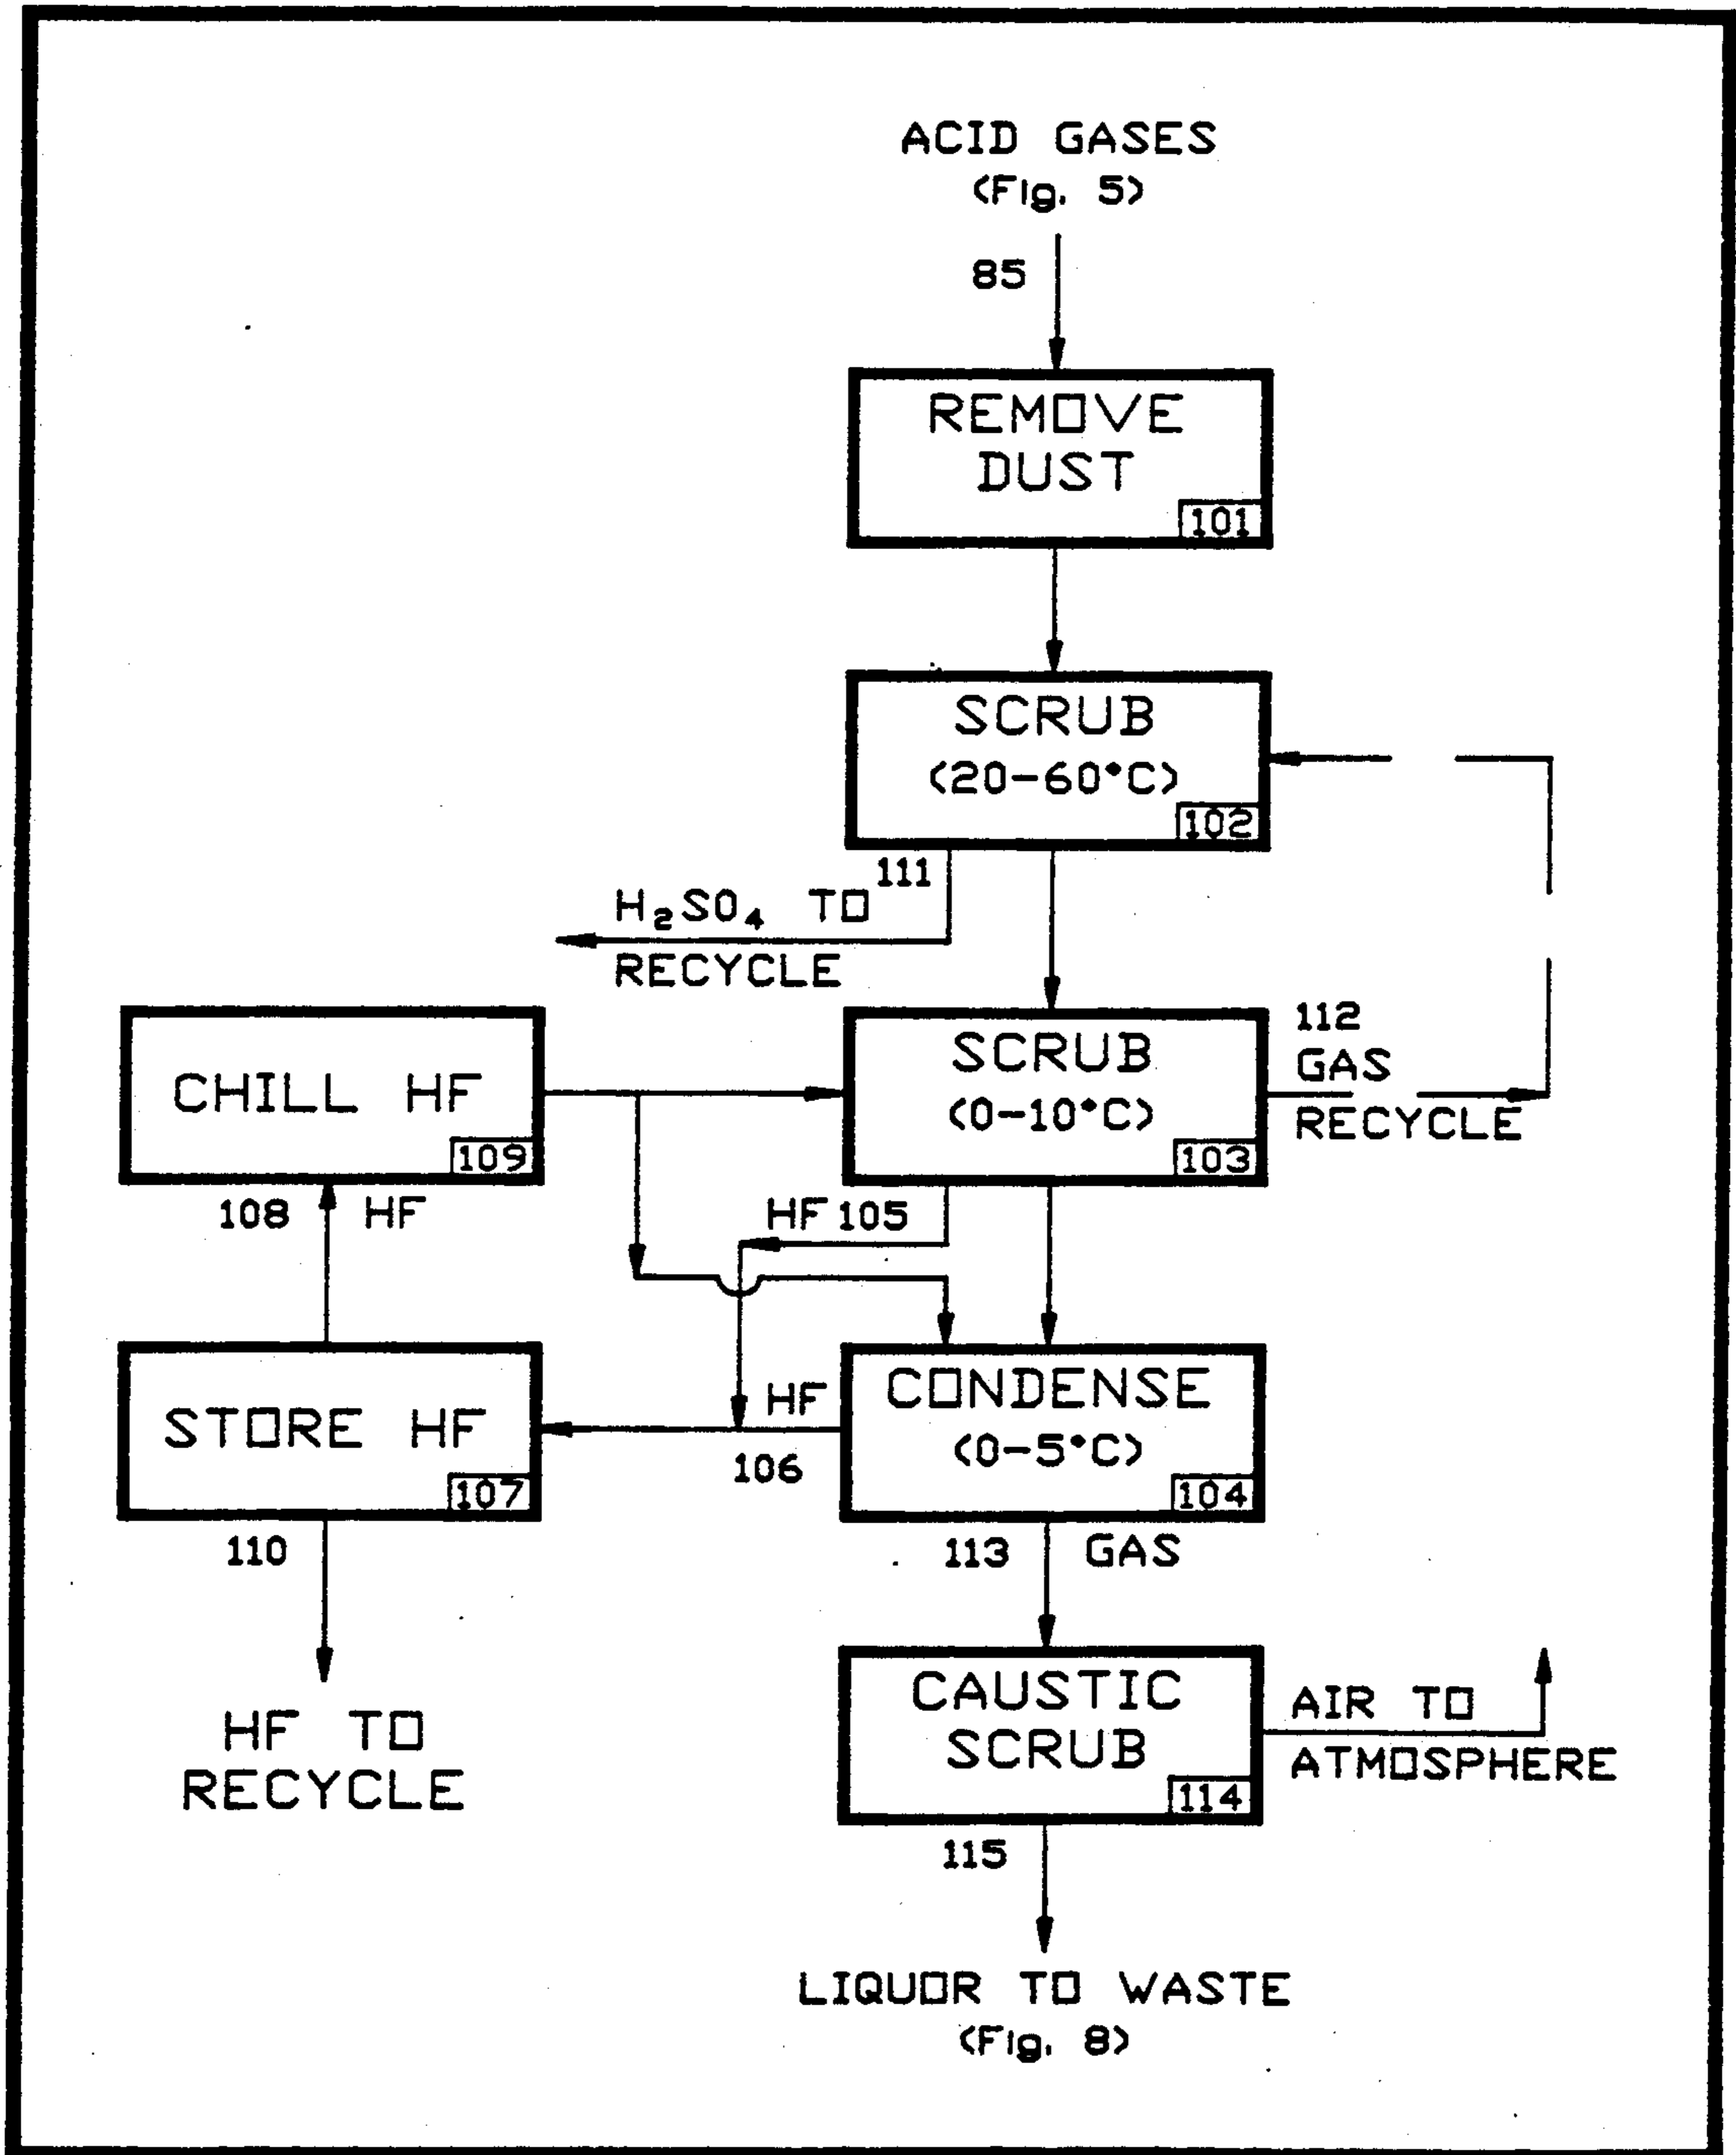 ACID GASES
(Fig. 5)
85
REMOVE
DUST
101
SCRUB
(20-60°C)
102
111
H₂SO₄ TO
RECYCLE
CHILL HF
109
SCRUB
(0-10°C)
103
112
GAS
RECYCLE
108 HF
HF 105
STORE HF
107
HF
106
CONDENSE
(0-5°C)
104
110
113 GAS
HF TO
RECYCLE
CAUSTIC
SCRUB
114
AIR TO
ATMOSPHERE
115
LIQUOR TO WASTE
(Fig. 8)